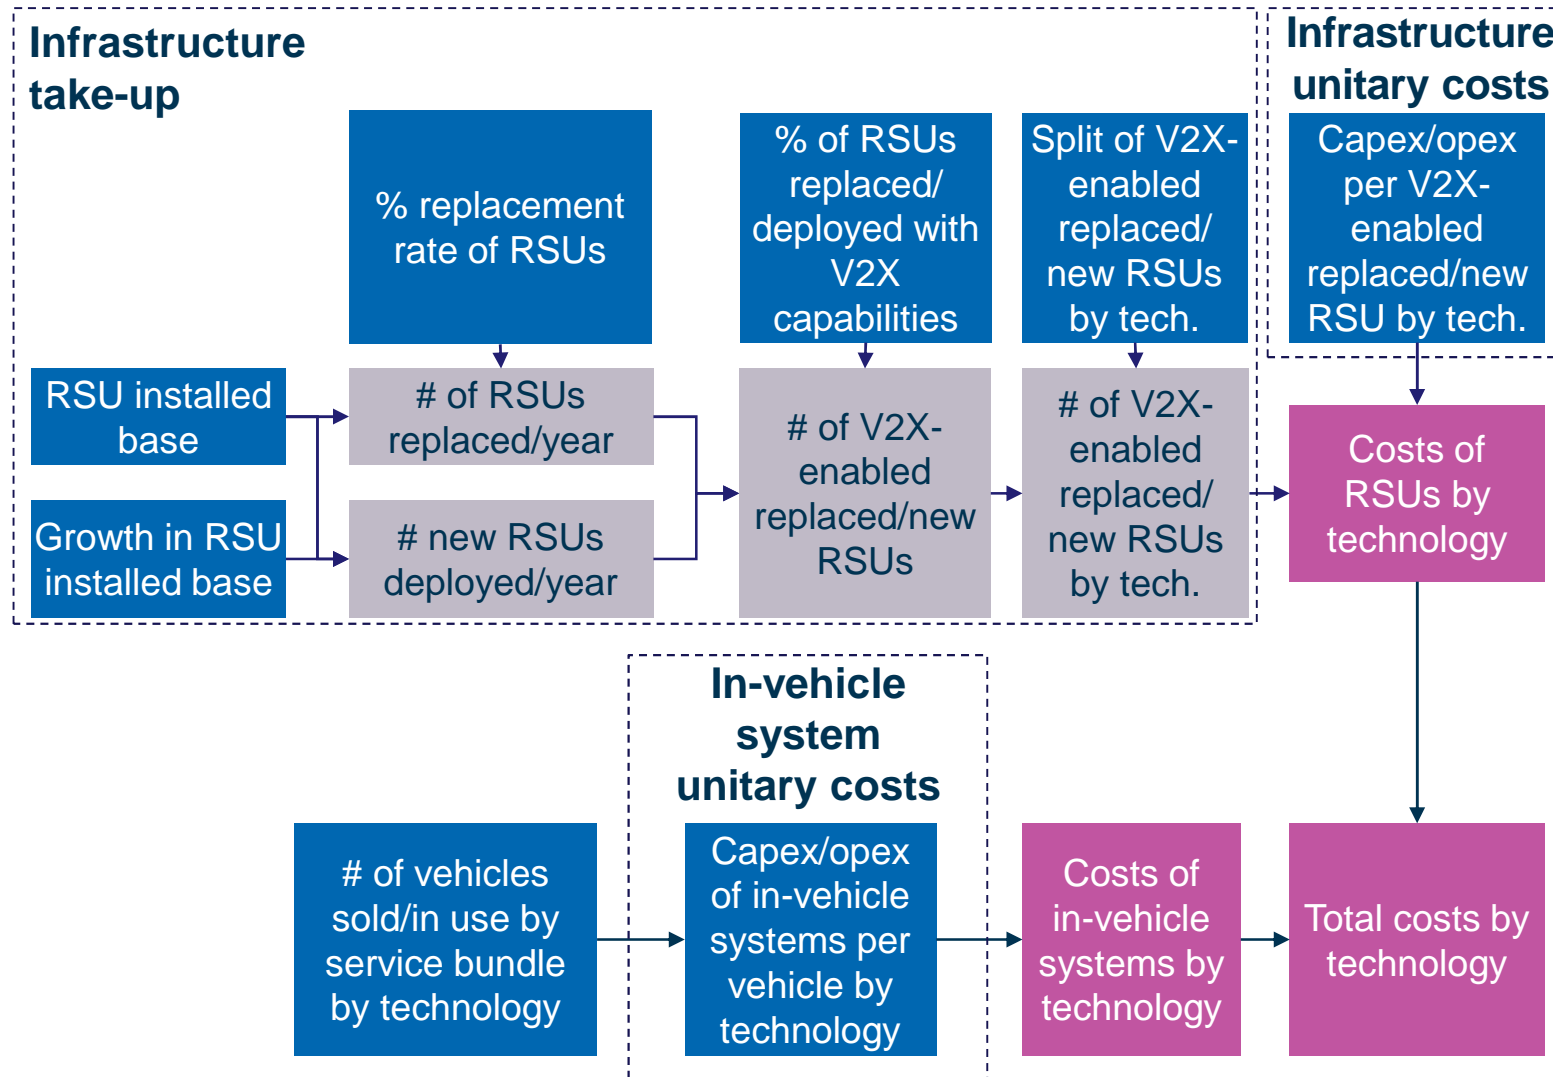 Infrastructure
take-up
Infrastructure
unitary costs
% replacement
rate of RSUs
% of RSUs
replaced/
deployed with
V2X
capabilities
Split of V2X-
enabled
replaced/
new RSUs
by tech.
Capex/opex
per V2X-
enabled
replaced/new
RSU by tech.
RSU installed
base
# of RSUs
replaced/year
# of V2X-
enabled
replaced/new
RSUs
# of V2X-
enabled
replaced/
new RSUs
by tech.
Costs of
RSUs by
technology
Growth in RSU
installed base
# new RSUs
deployed/year
In-vehicle
system
unitary costs
# of vehicles
sold/in use by
service bundle
by technology
Capex/opex
of in-vehicle
systems per
vehicle by
technology
Costs of
in-vehicle
systems by
technology
Total costs by
technology